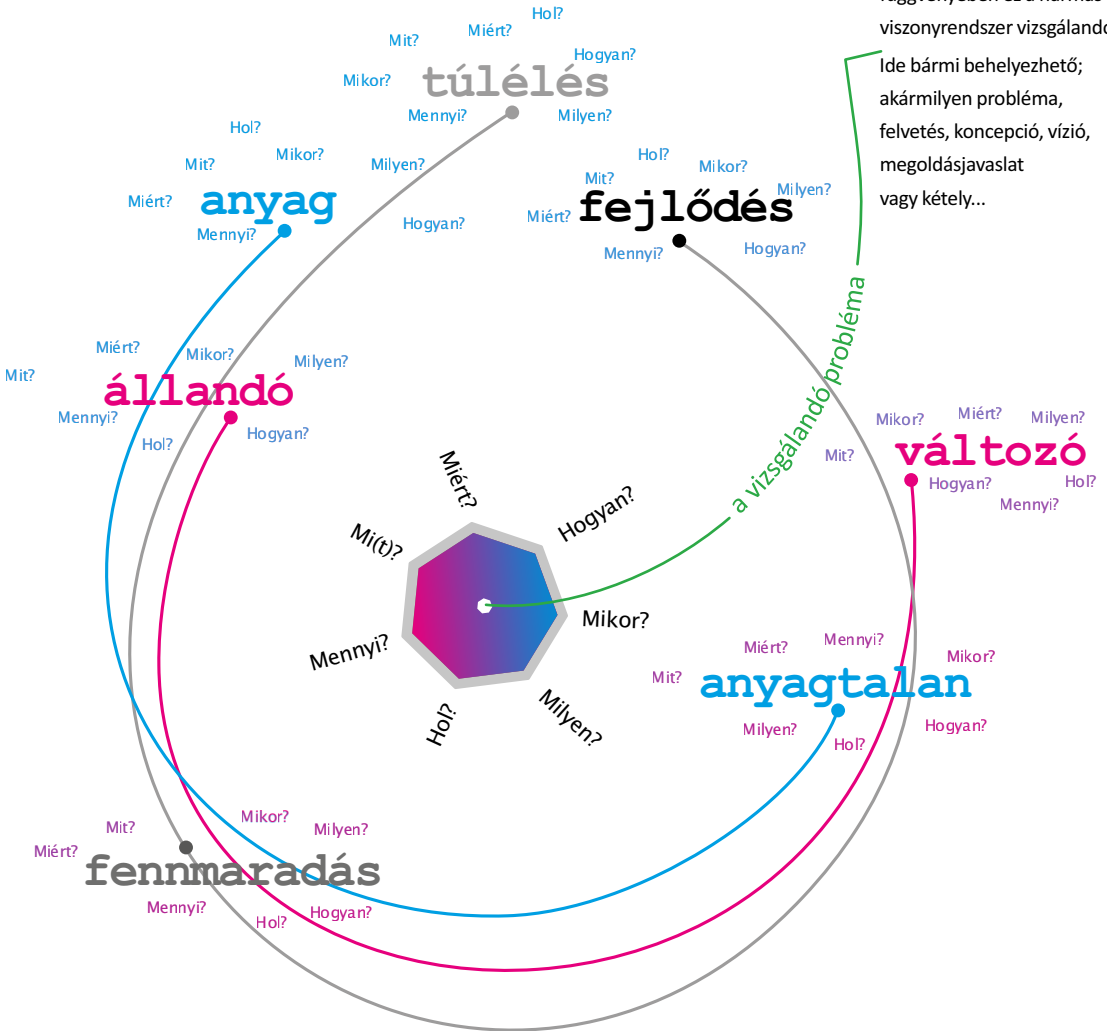 viszonyrendszer vizsgálandó
Ide bármi behelyezhető;
akármilyen probléma,
felvetés, koncepció, vízió,
megoldásjavaslat
vagy kétely...
Hol?
Miért?
Mit?
Hogyan?
Mikor?
túlélés
Mennyi?
Milyen?
Hol?
Mikor?
Mit?
Milyen?
Miért?
anyag
Mennyi?
Hogyan?
Hol?
Mikor?
Mit?
Milyen?
fejlődés
Miért?
Mennyi?
Hogyan?
a vizsgálandó probléma
Miért?
Mikor?
Milyen?
Mit?
állandó
Mennyi?
Hol?
Hogyan?
Mikor?
Miért?
Milyen?
Mit?
változó
Hogyan?
Hol?
Mennyi?
Miért?
Hogyan?
Mi(t)?
Mikor?
Mennyi?
Milyen?
Hol?
Miért?
Mennyi?
Mikor?
Mit?
anyagtalan
Milyen?
Hol?
Hogyan?
Mikor?
Mit?
Milyen?
Miért?
fennmaradás
Mennyi?
Hol?
Hogyan?